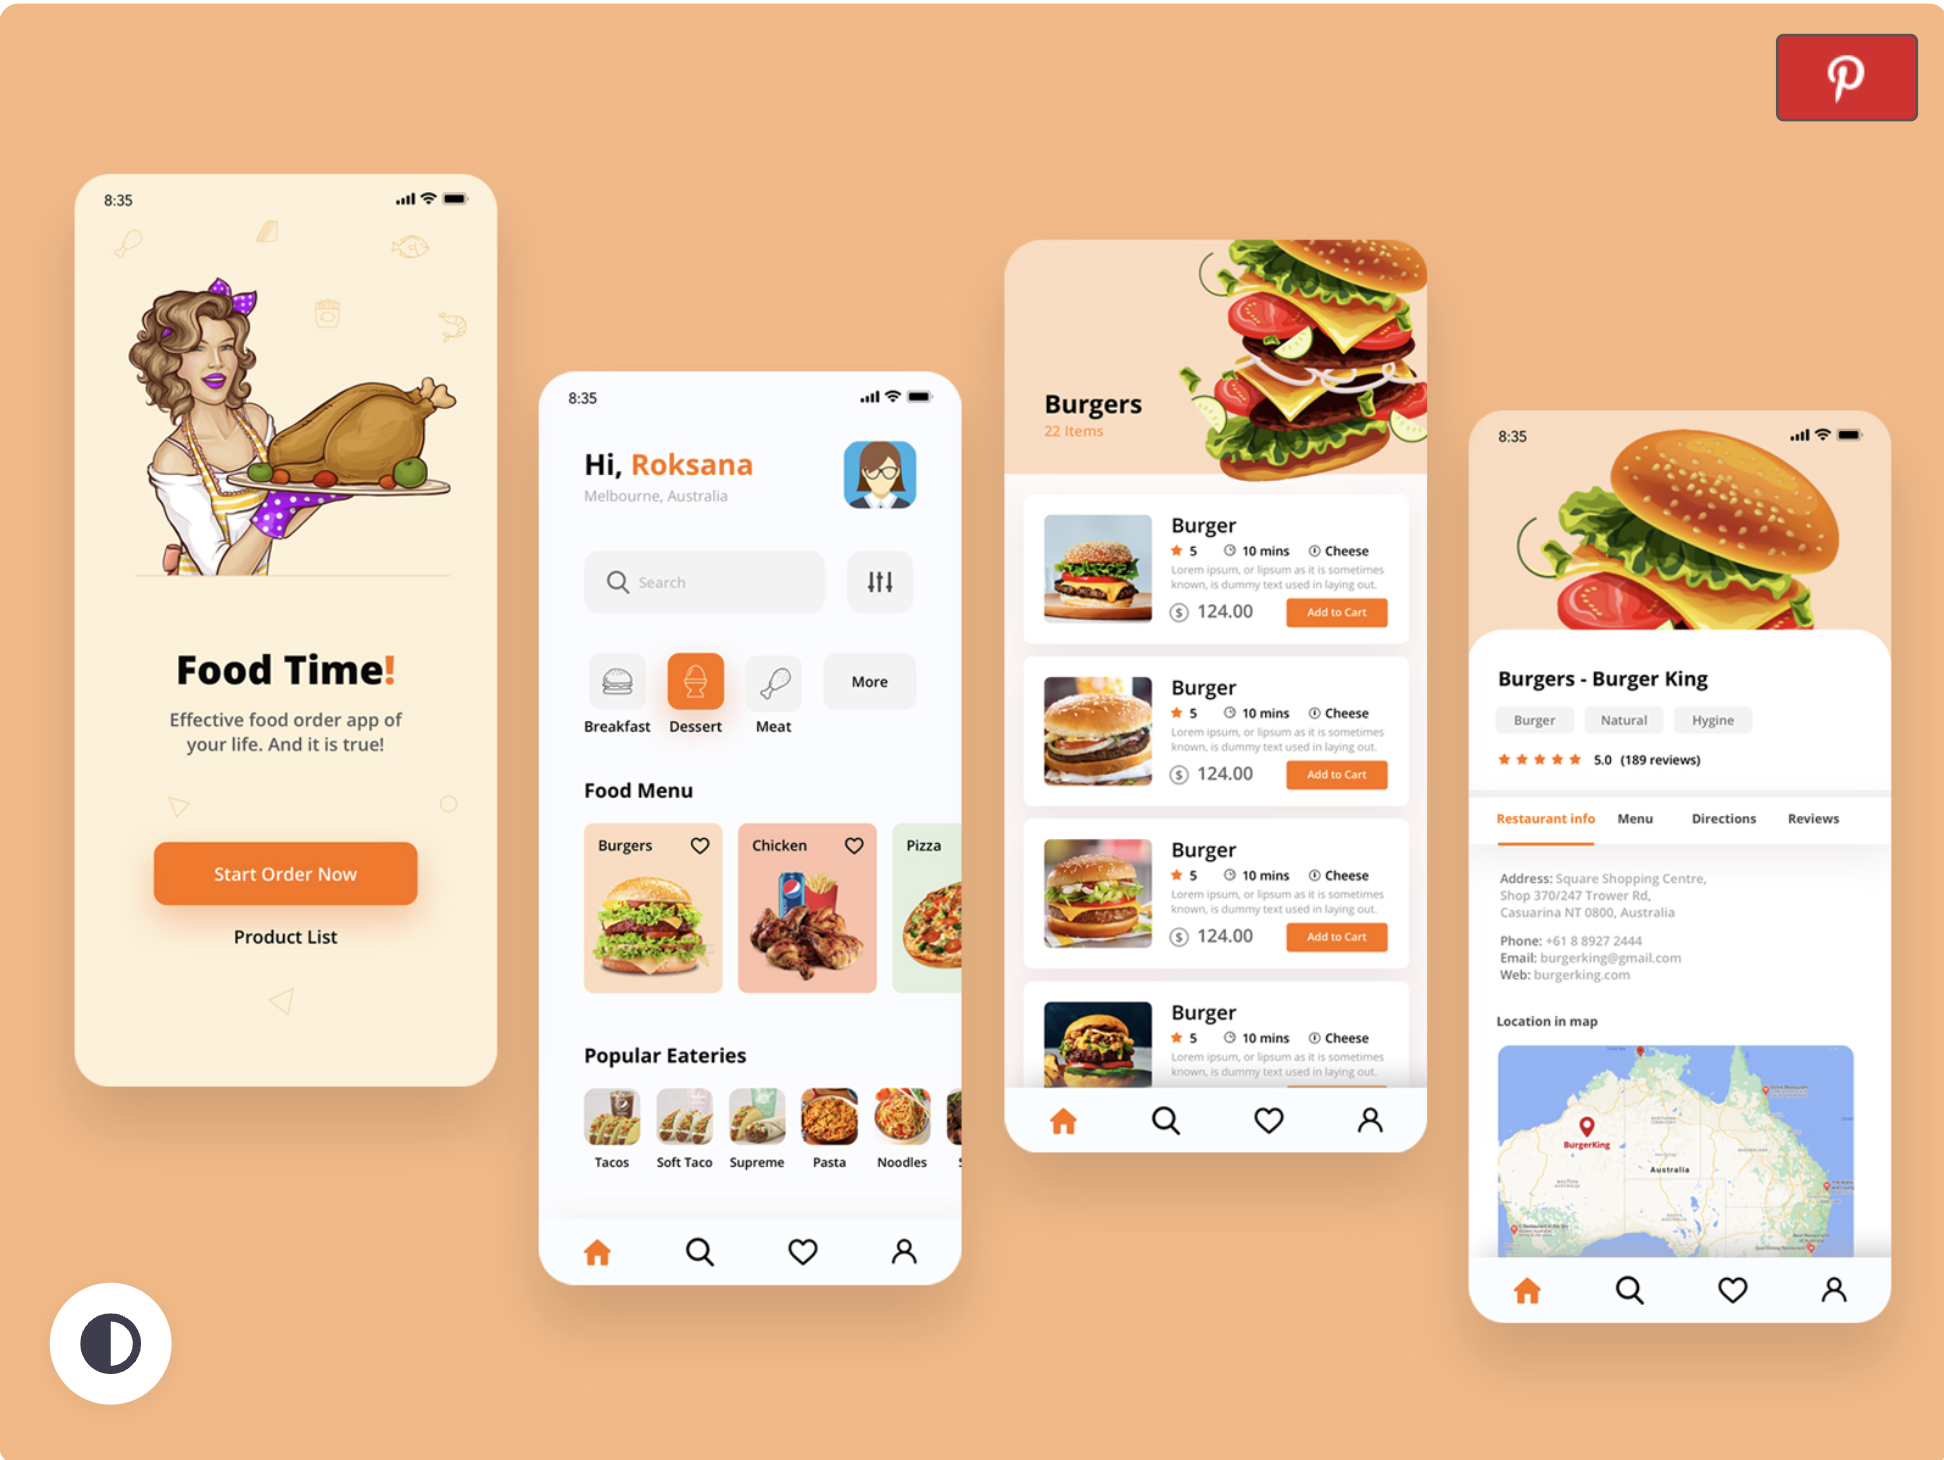 8:35
Food Time!
Effective food order app of
your life. And it is true!
Start Order Now
Product List
8:35
Hi, Roksana
Melbourne, Australia
Search
More
Breakfast Dessert Meat
Food Menu
Burgers
Chicken
Pizza
Popular Eateries
Tacos Soft Taco Supreme Pasta Noodles S
Burgers
22 Items
Burger
5 10 mins Cheese
Lorem ipsum, or lipsum as it is sometimes
known, is dummy text used in laying out.
$ 124.00 Add to Cart
Burger
5 10 mins Cheese
Lorem ipsum, or lipsum as it is sometimes
known, is dummy text used in laying out.
$ 124.00 Add to Cart
Burger
5 10 mins Cheese
Lorem ipsum, or lipsum as it is sometimes
known, is dummy text used in laying out.
$ 124.00 Add to Cart
Burger
5 10 mins Cheese
Lorem ipsum, or lipsum as it is sometimes
known, is dummy text used in laying out.
8:35
Burgers - Burger King
Burger Natural Hygine
5.0 (189 reviews)
Restaurant info Menu Directions Reviews
Address: Square Shopping Centre,
Shop 370/247 Trower Rd,
Casuarina NT 0800, Australia
Phone: +61 8 8927 2444
Email: burgerking@gmail.com
Web: burgerking.com
Location in map
BurgerKing
Australia